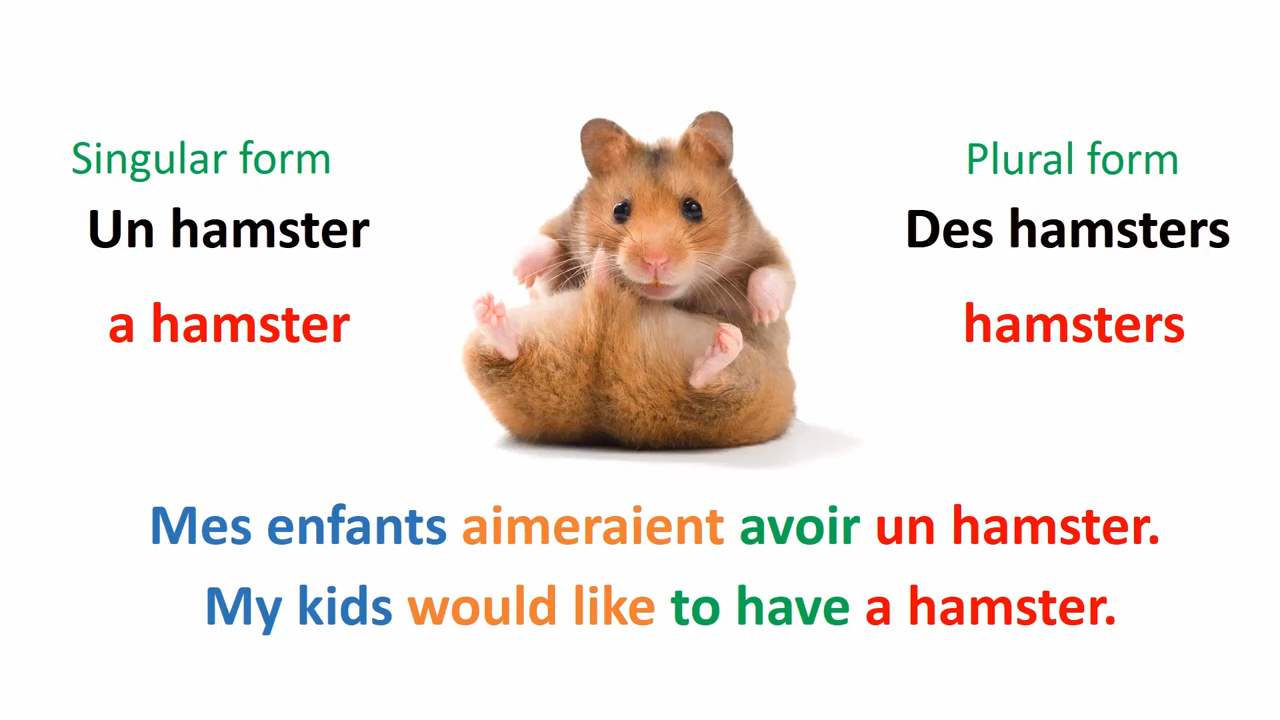 Singular form
Un hamster
a hamster
Plural form
Des hamsters
hamsters
Mes enfants aimeraient avoir un hamster.
My kids would like to have a hamster.